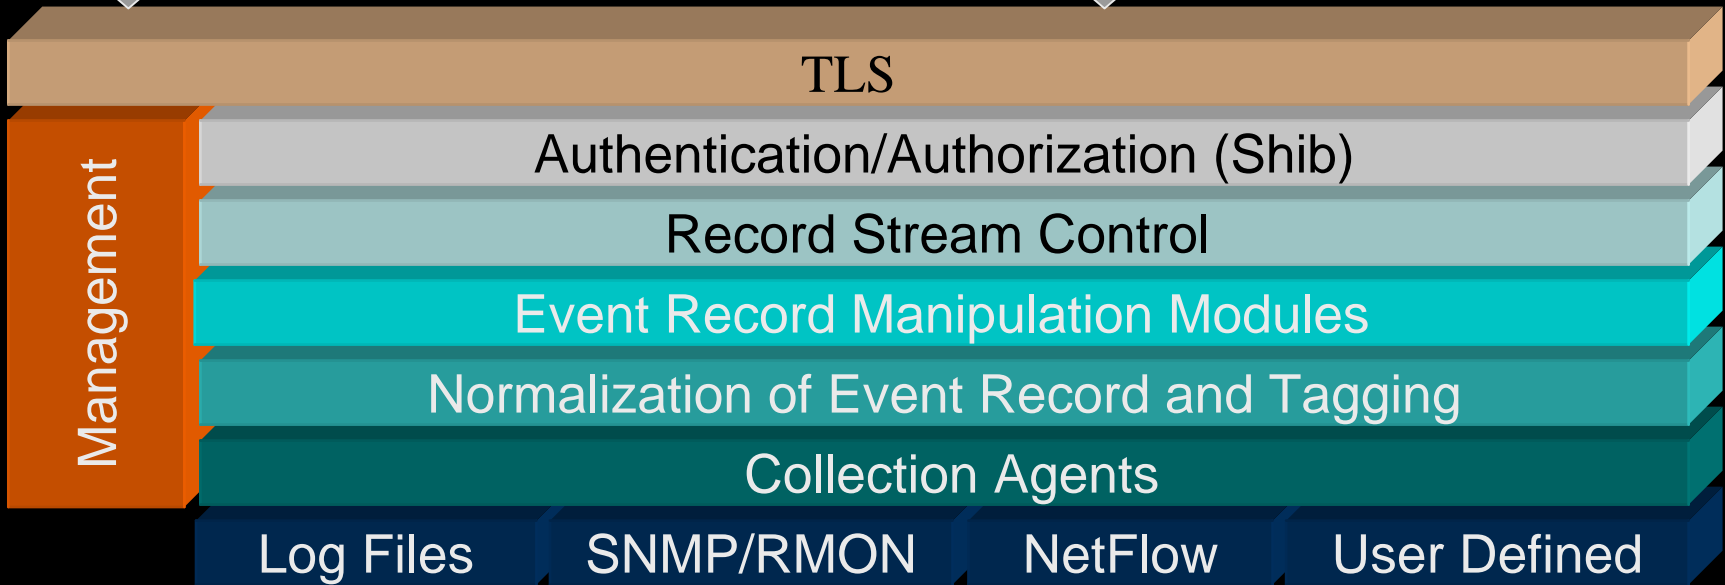 TLS
Management
Authentication/Authorization (Shib)
Record Stream Control
Event Record Manipulation Modules
Normalization of Event Record and Tagging
Collection Agents
Log Files
SNMP/RMON
NetFlow
User Defined